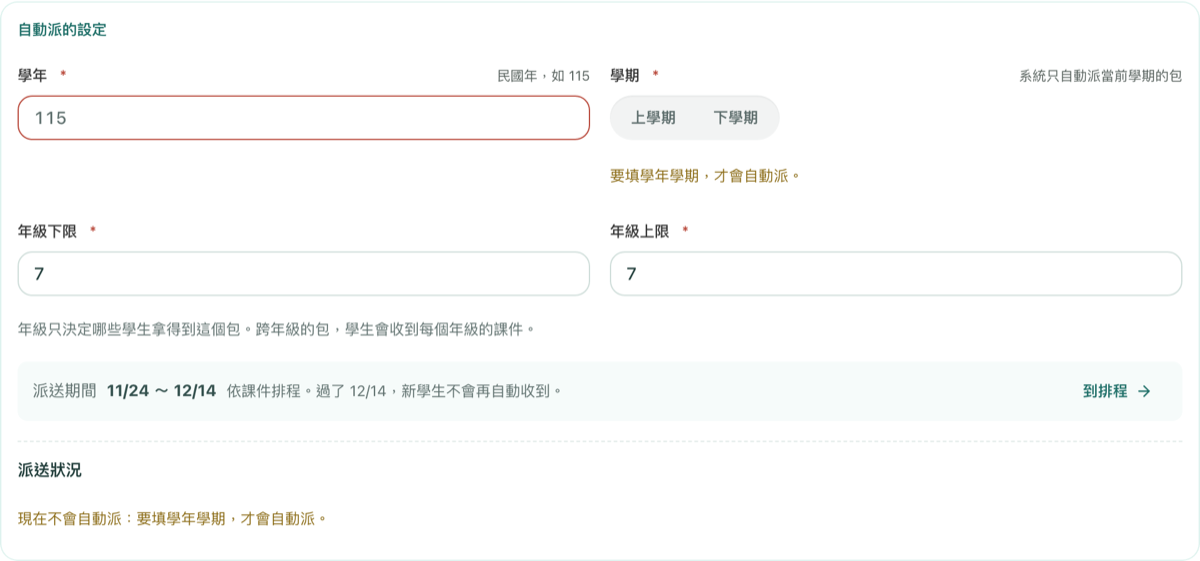 自動派的設定
學年 * 民國年，如 115
學期 * 系統只自動派當前學期的包
115
上學期 下學期
要填學年學期，才會自動派。
年級下限 *
年級上限 *
7
7
年級只決定哪些學生拿得到這個包。跨年級的包，學生會收到每個年級的課件。
派送期間 11/24 ～ 12/14 依課件排程。過了 12/14，新學生不會再自動收到。 到排程 →
派送狀況
現在不會自動派：要填學年學期，才會自動派。